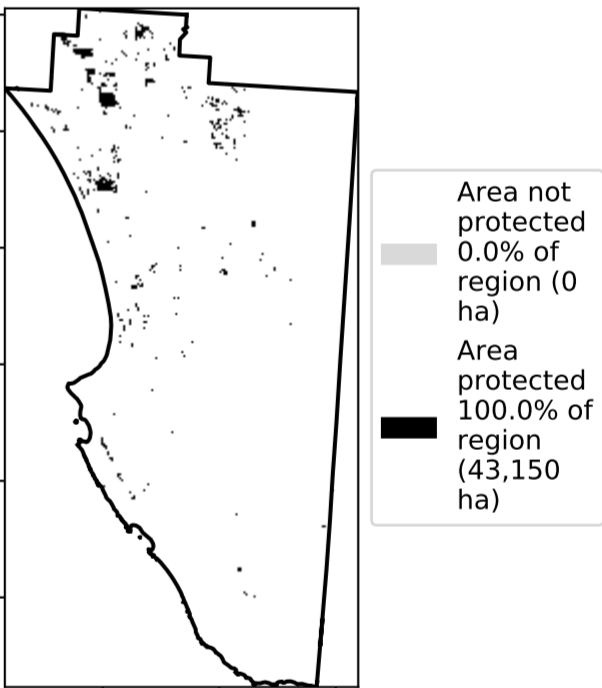 Area not
protected
0.0% of
region (0
ha)
Area
protected
100.0% of
region
(43,150
ha)